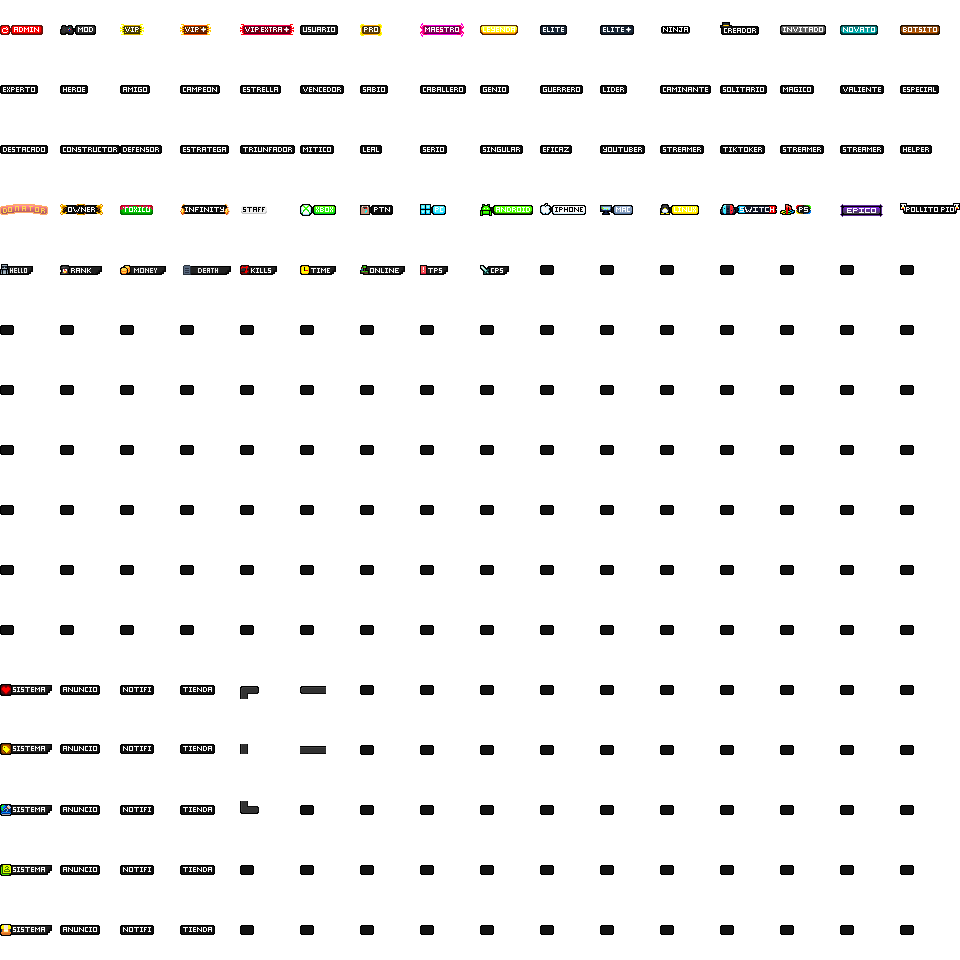 ADMIN MOD VIP VIP+ VIP EXTRA+ USUARIO PRO MAESTRO ELITE ELITE+ NINJA CREADOR INVITADO NOVATO BOTSITO
EXPERTO HEROE AMIGO CAMPEON ESTRELLA VENCEDOR SABIO CABALLERO GENIO GUERRERO LIDER CAMINANTE SOLITARIO MAGICO VALIENTE ESPECIAL
DESTACADO CONSTRUCTOR DEFENSOR ESTRATEGA TRIUNFADOR MITICO LEAL SERIO SINGULAR EFICAZ YOUTUBER STREAMER TIKTOKER STREAMER STREAMER HELPER
DONATOR OWNER TOXICO INFINITY STAFF XBOX PTN ANDROID IPHONE MAC SWITCH PS EPICO POLLITO PIO
HELLO RANK MONEY DEATH KILLS TIME ONLINE TPS CPS
SISTEMA ANUNCIO NOTIFI TIENDA
SISTEMA ANUNCIO NOTIFI TIENDA
SISTEMA ANUNCIO NOTIFI TIENDA
SISTEMA ANUNCIO NOTIFI TIENDA
SISTEMA ANUNCIO NOTIFI TIENDA